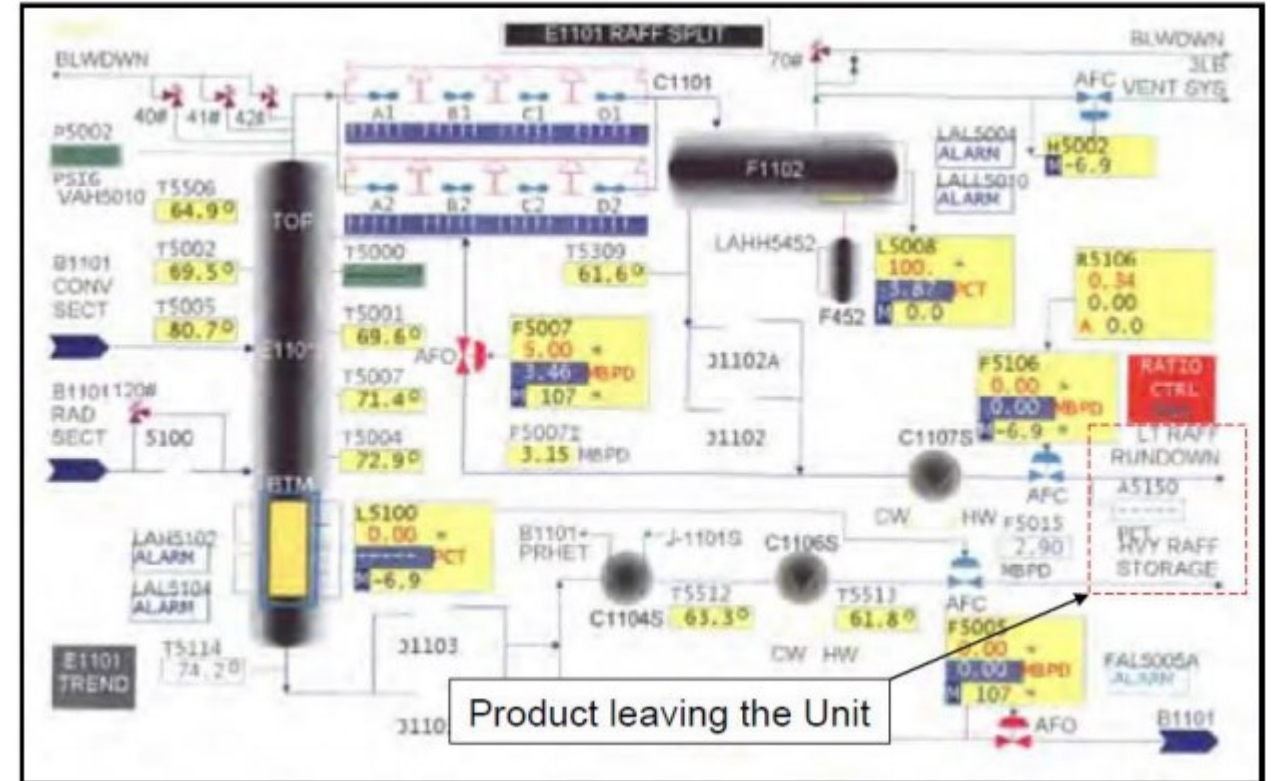 E1101 RAFF SPLIT
BLWDWN
40# 41# 42#
P5002
PSIG
VAH5010
T5506
64.9°
T5002
69.5°
T5005
80.7°
B1101
CONV
SECT
B1101
RAD
SECT
120#
5100
TOP
BTM
A1 B1 C1 D1
A2 B2 C2 D2
C1101
T5000
T5001
69.6°
T5007
71.4°
T5004
72.9°
AFO
F5007
5.00
3.46 MBPD
M 107
F5007I
3.15 MBPD
T5309
61.6°
F1102
70#
BLWDWN
3LB
VENT SYS
AFC
H5002
M -6.9
LAL5004
ALARM
LALL5010
ALARM
LAHH5452
F452
L5008
100.
PCT
M 0.0
R5106
0.34
0.00
A 0.0
F5106
0.00
0.00 MBPD
-6.9
RATIO
CTRL
J1102A
J1102
C1107S
CW HW
AFC
LT RAFF
RUNDOWN
A5150
-----
PCT
HVY RAFF
STORAGE
F5015
2.90
MBPD
LAH5102
ALARM
LAL5104
ALARM
L5100
0.00
----- PCT
M -6.9
B1101
PRHET
J-1101S
C1104S
T5512
63.3°
C1106S
T5513
61.8°
CW HW
AFC
F5005
0.00
0.00 MBPD
M 107
FAL5005A
ALARM
AFO
B1101
E1101
TREND
T5114
74.2°
J1103
Product leaving the Unit